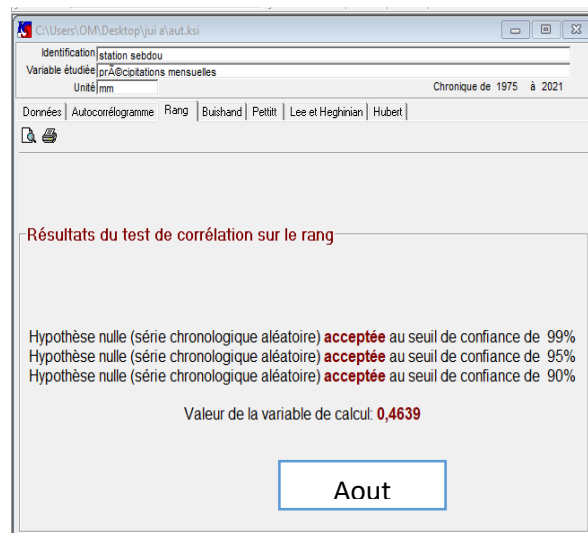 C:\Users\OM\Desktop\jui a\aut.ksi
Identification station sebdou
Variable étudiée prÃ©cipitations mensuelles
Unité mm Chronique de 1975 à 2021
Données Autocorrélogramme Rang Buishand Pettitt Lee et Heghinian Hubert
Résultats du test de corrélation sur le rang
Hypothèse nulle (série chronologique aléatoire) acceptée au seuil de confiance de 99%
Hypothèse nulle (série chronologique aléatoire) acceptée au seuil de confiance de 95%
Hypothèse nulle (série chronologique aléatoire) acceptée au seuil de confiance de 90%
Valeur de la variable de calcul: 0,4639
Aout